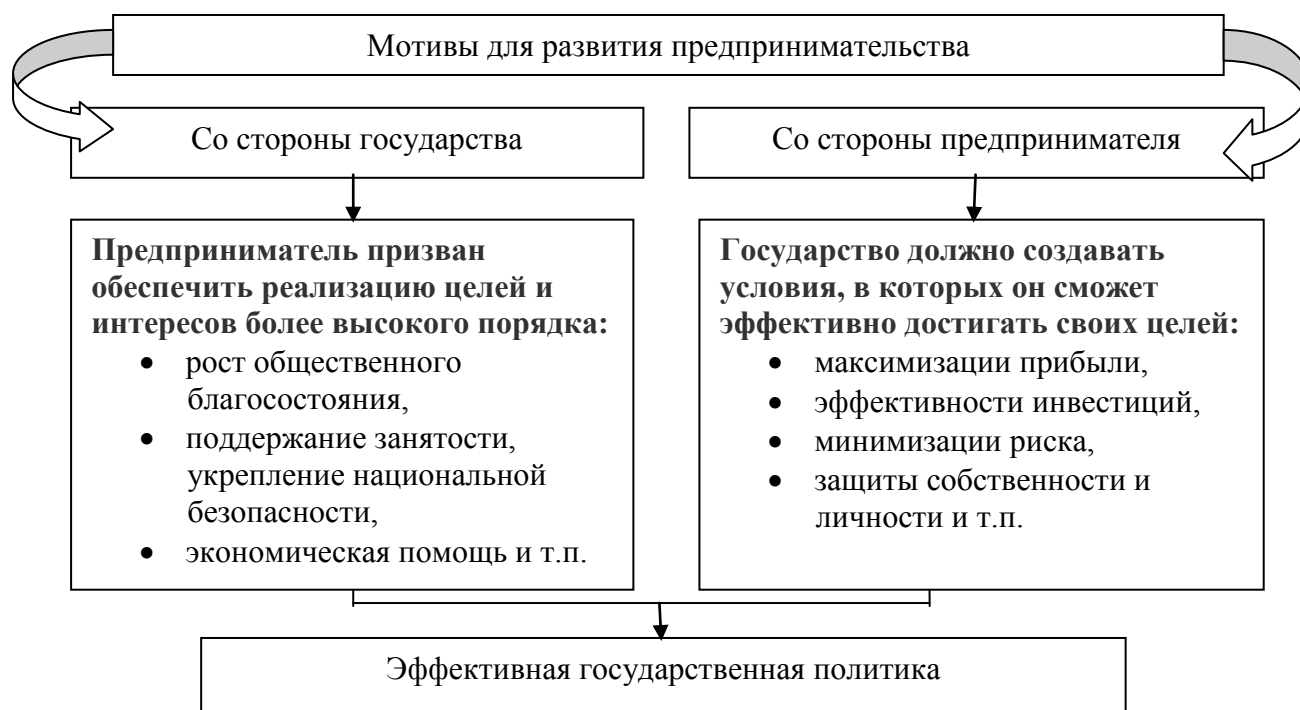 Мотивы для развития предпринимательства
Со стороны государства
Со стороны предпринимателя
Предприниматель призван
обеспечить реализацию целей и
интересов более высокого порядка:
• рост общественного
благосостояния,
• поддержание занятости,
укрепление национальной
безопасности,
• экономическая помощь и т.п.
Государство должно создавать
условия, в которых он сможет
эффективно достигать своих целей:
• максимизации прибыли,
• эффективности инвестиций,
• минимизации риска,
• защиты собственности и
личности и т.п.
Эффективная государственная политика